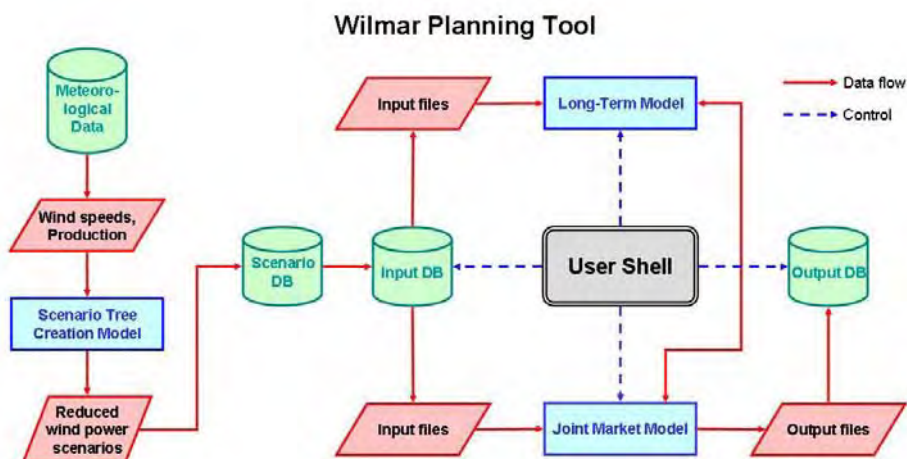 Wilmar Planning Tool
Meteoro-
logical
Data
Input files
Long-Term Model
Data flow
Control
Wind speeds,
Production
Scenario
DB
Input DB
User Shell
Output DB
Scenario Tree
Creation Model
Reduced
wind power
scenarios
Input files
Joint Market Model
Output files